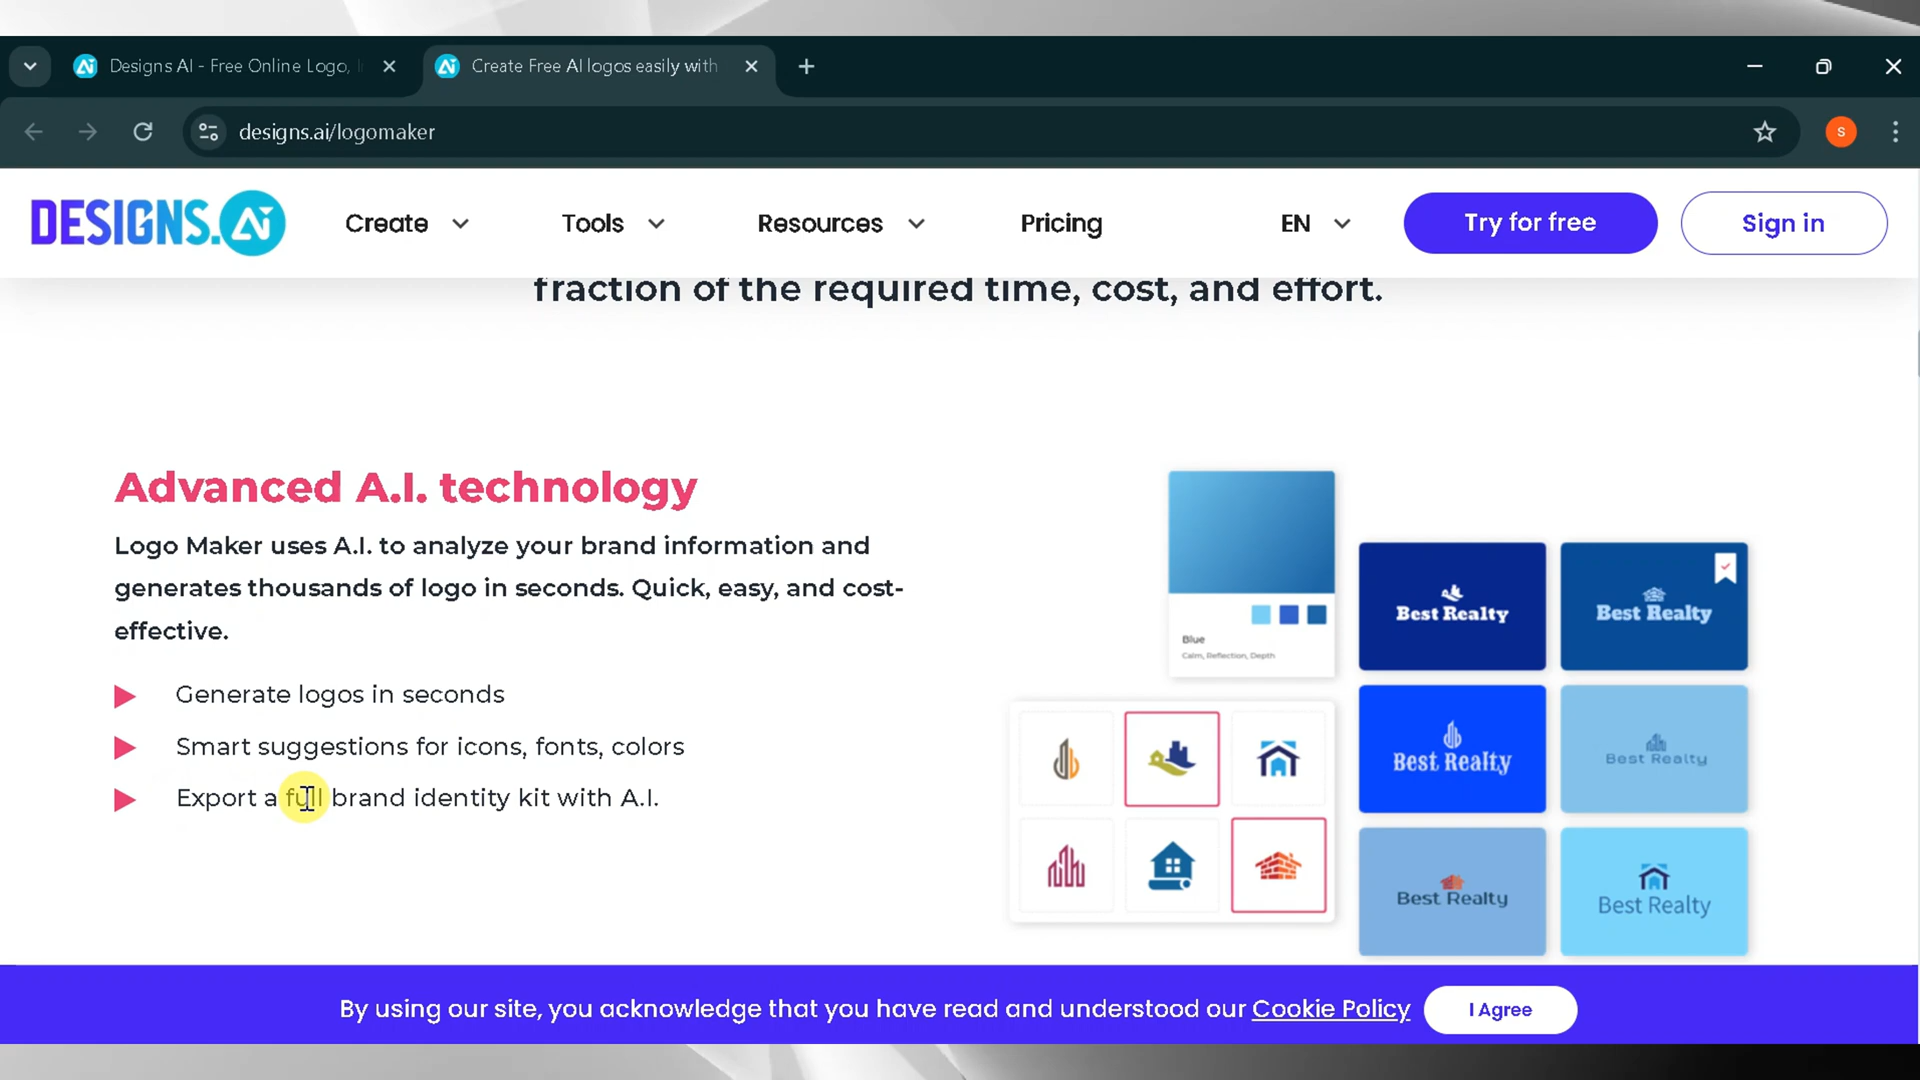 Designs AI - Free Online Logo,
Create Free AI logos easily with
designs.ai/logomaker
S
DESIGNS.Ai
Create
Tools
Resources
Pricing
EN
Try for free
Sign in
fraction of the required time, cost, and effort.
Advanced A.I. technology
Logo Maker uses A.I. to analyze your brand information and
generates thousands of logo in seconds. Quick, easy, and cost-
effective.
Generate logos in seconds
Smart suggestions for icons, fonts, colors
Export a full brand identity kit with A.I.
Blue
Calm, Reflection, Depth
Best Realty
Best Realty
Best Realty
Best Realty
Best Realty
Best Realty
By using our site, you acknowledge that you have read and understood our Cookie Policy
I Agree